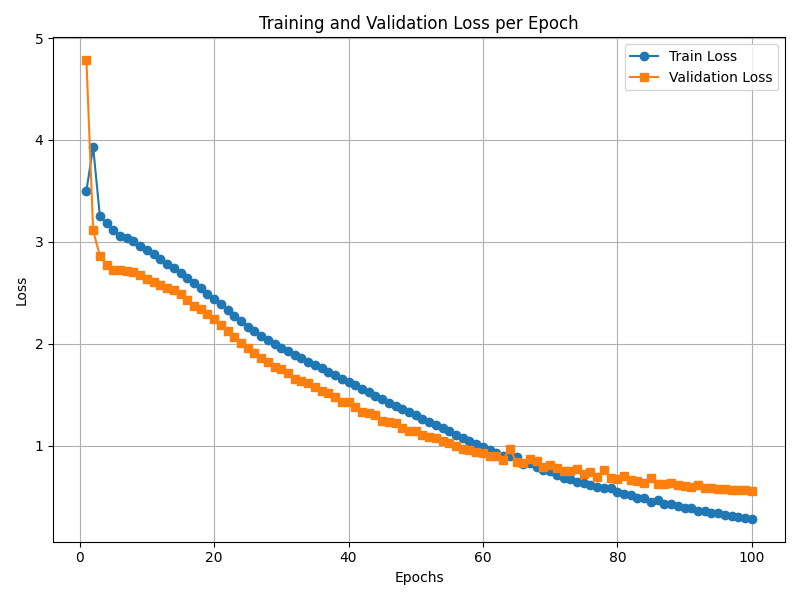 Training and Validation Loss per Epoch
Train Loss
Validation Loss
5
4
3
2
1
Loss
0 20 40 60 80 100
Epochs